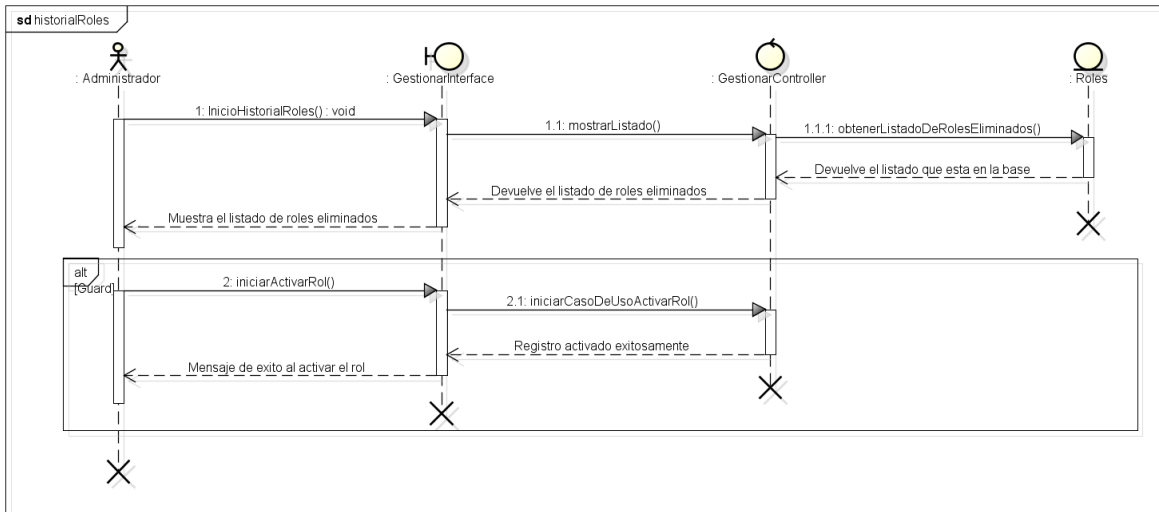 sd historialRoles
: Administrador
: GestionarInterface
: GestionarController
: Roles
1: InicioHistorialRoles() : void
1.1: mostrarListado()
1.1.1: obtenerListadoDeRolesEliminados()
Devuelve el listado que esta en la base
Devuelve el listado de roles eliminados
Muestra el listado de roles eliminados
alt
[Guard]
2: iniciarActivarRol()
2.1: iniciarCasoDeUsoActivarRol()
Registro activado exitosamente
Mensaje de exito al activar el rol